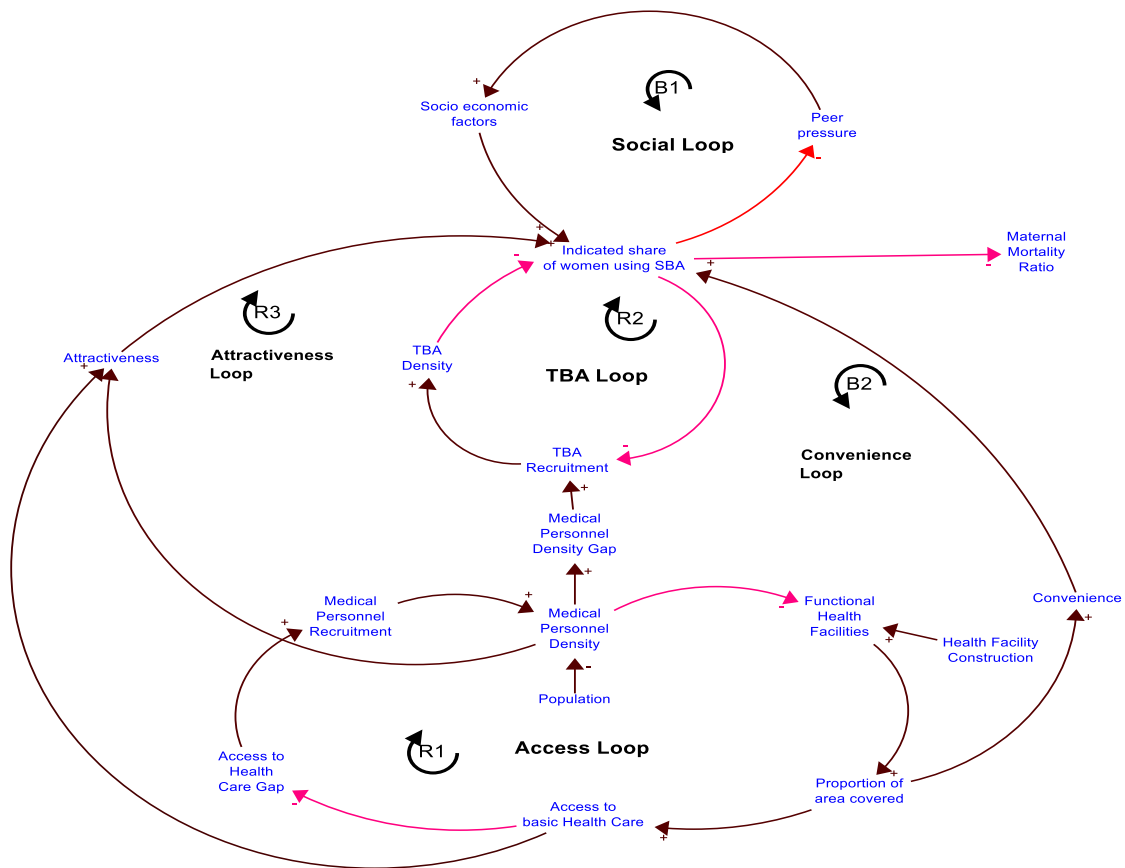 +
B1
Socio economic
factors
Peer
pressure
-
Social Loop
+
+
Indicated share
of women using SBA
-
+
-
Maternal
Mortality
Ratio
R3
R2
Attractiveness
Loop
Attractiveness
+
TBA
Density
+
TBA Loop
B2
Convenience
Loop
-
TBA
Recruitment
+
Medical
Personnel
Density Gap
+
Medical
Personnel
Recruitment
+
+
Medical
Personnel
Density
-
Functional
Health
Facilities
+
Convenience
+
Health Facility
Construction
-
Population
R1
Access Loop
Access to
Health
Care Gap
-
Access to
basic Health Care
+
+
Proportion of
area covered